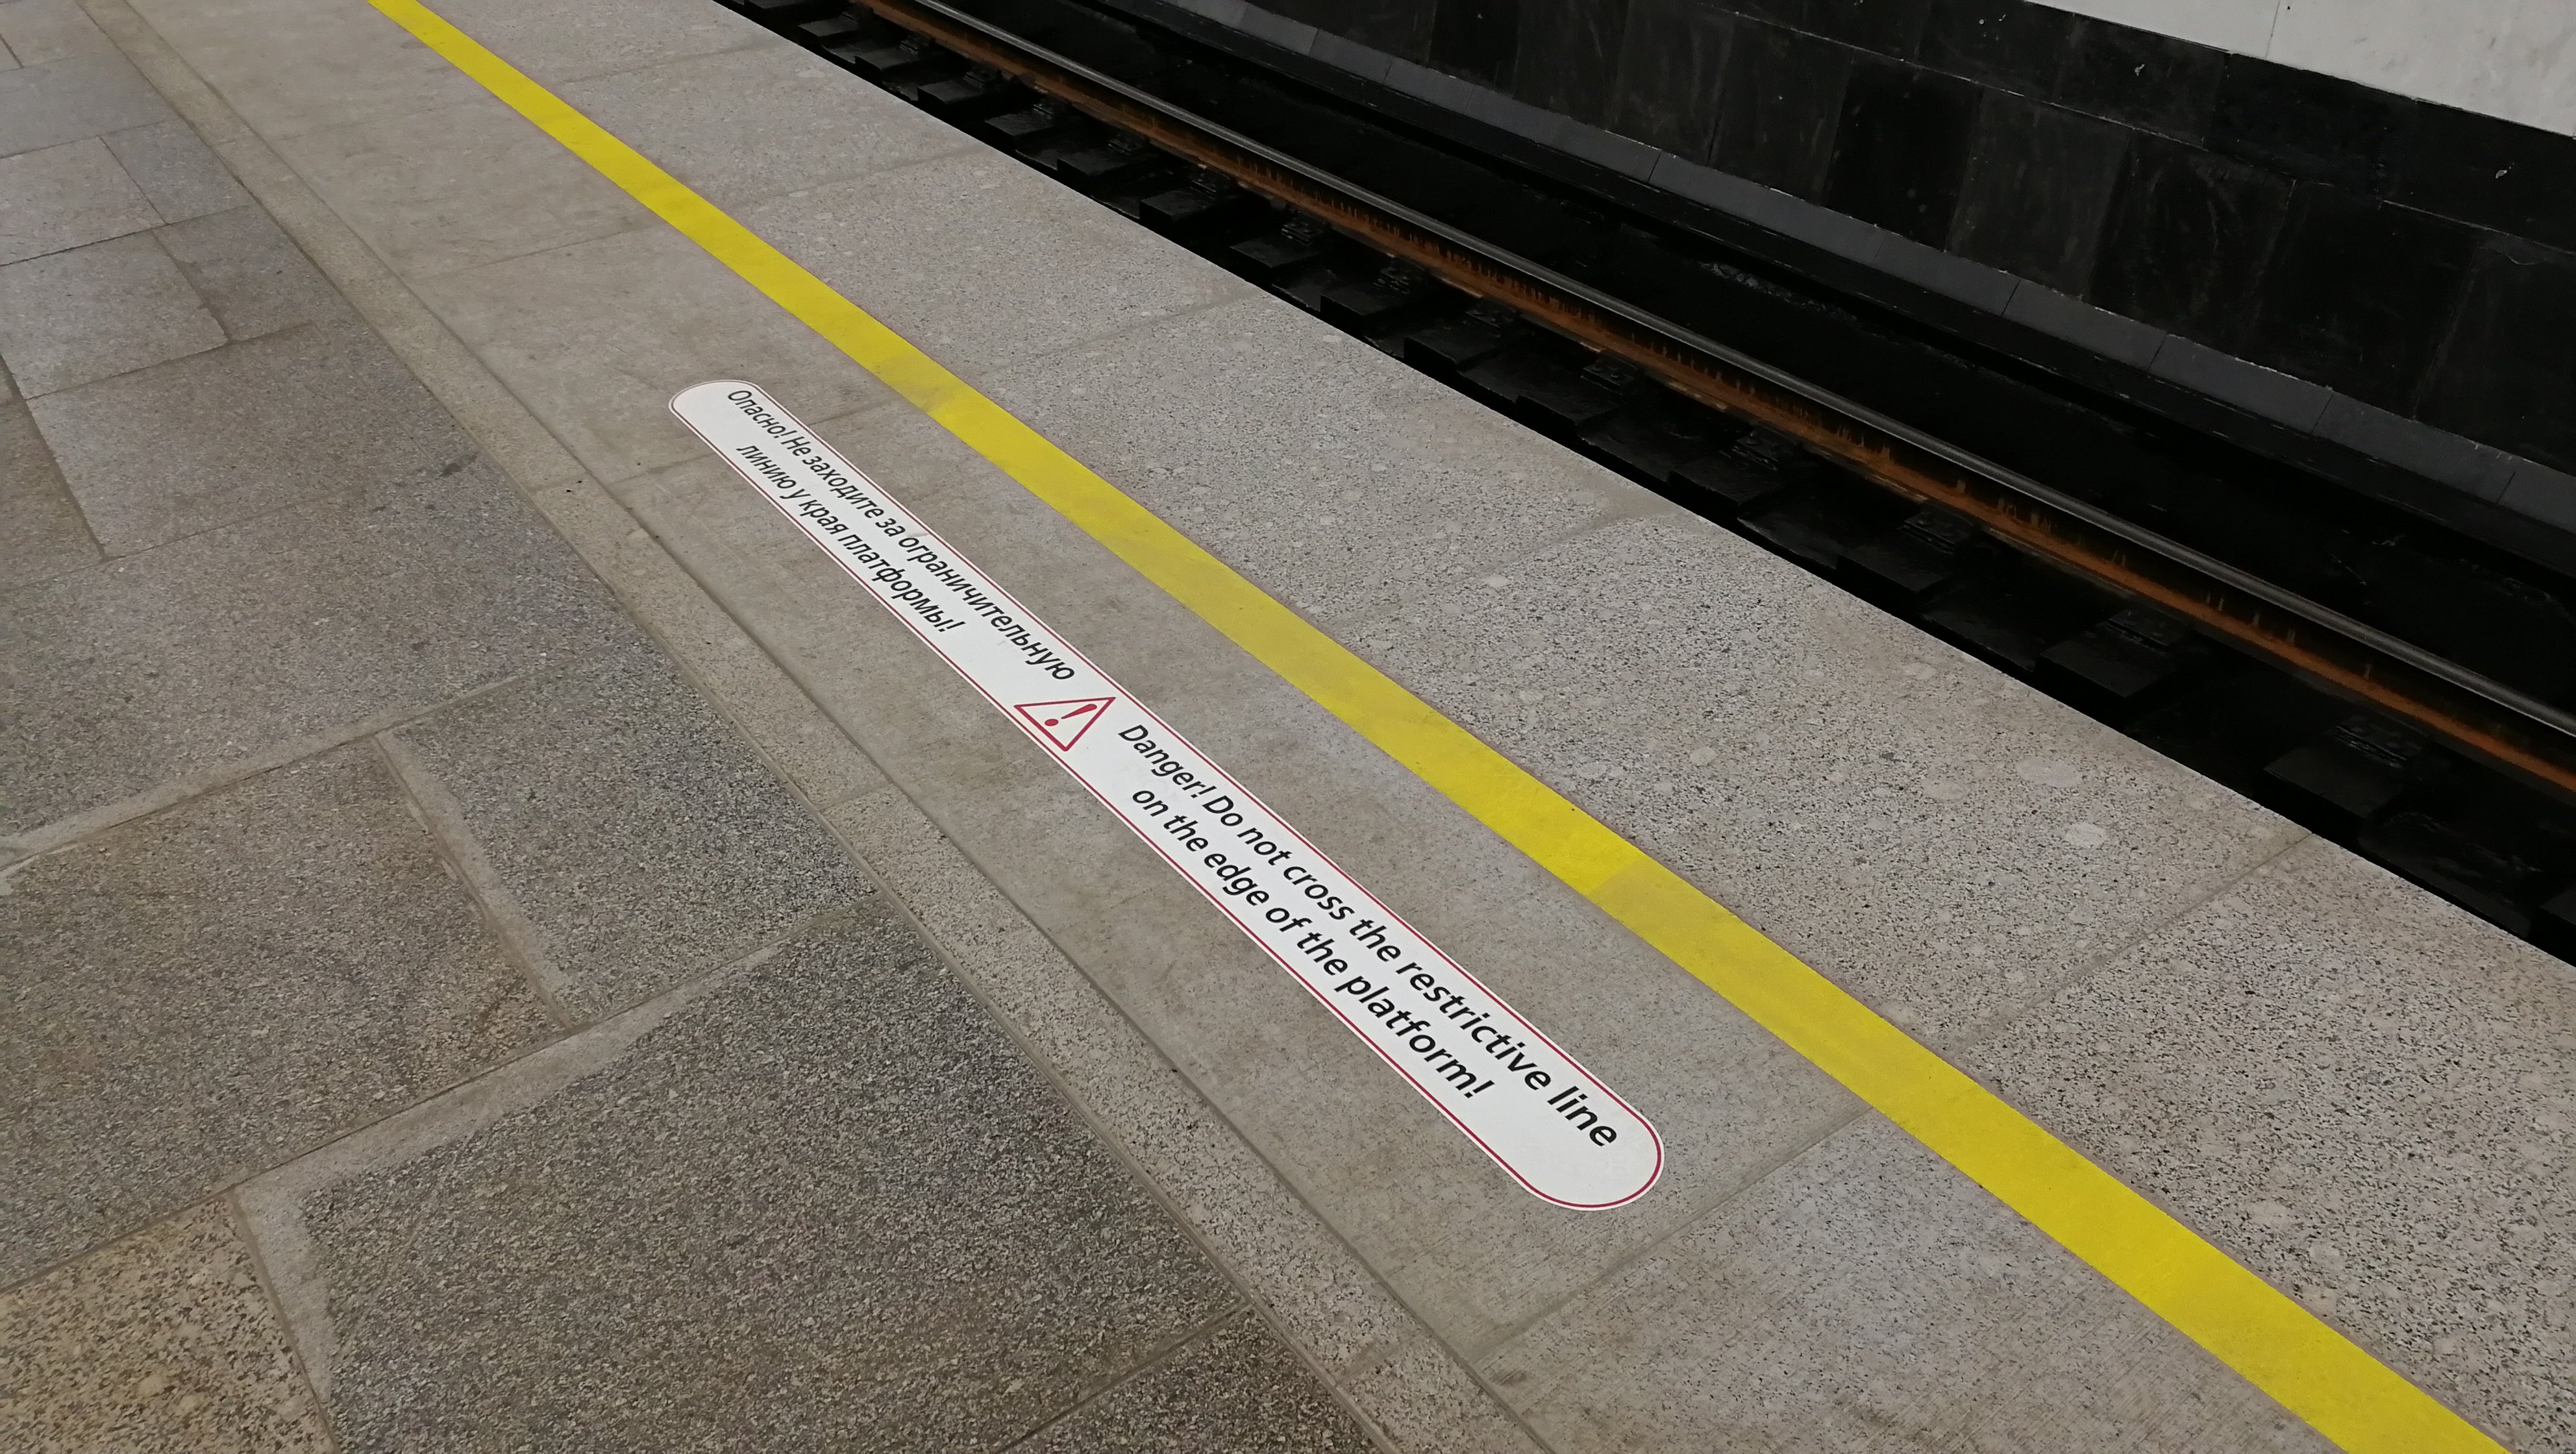 Опасно! Не заходите за ограничительную
линию у края платформы!
Danger! Do not cross the restrictive line
on the edge of the platform!